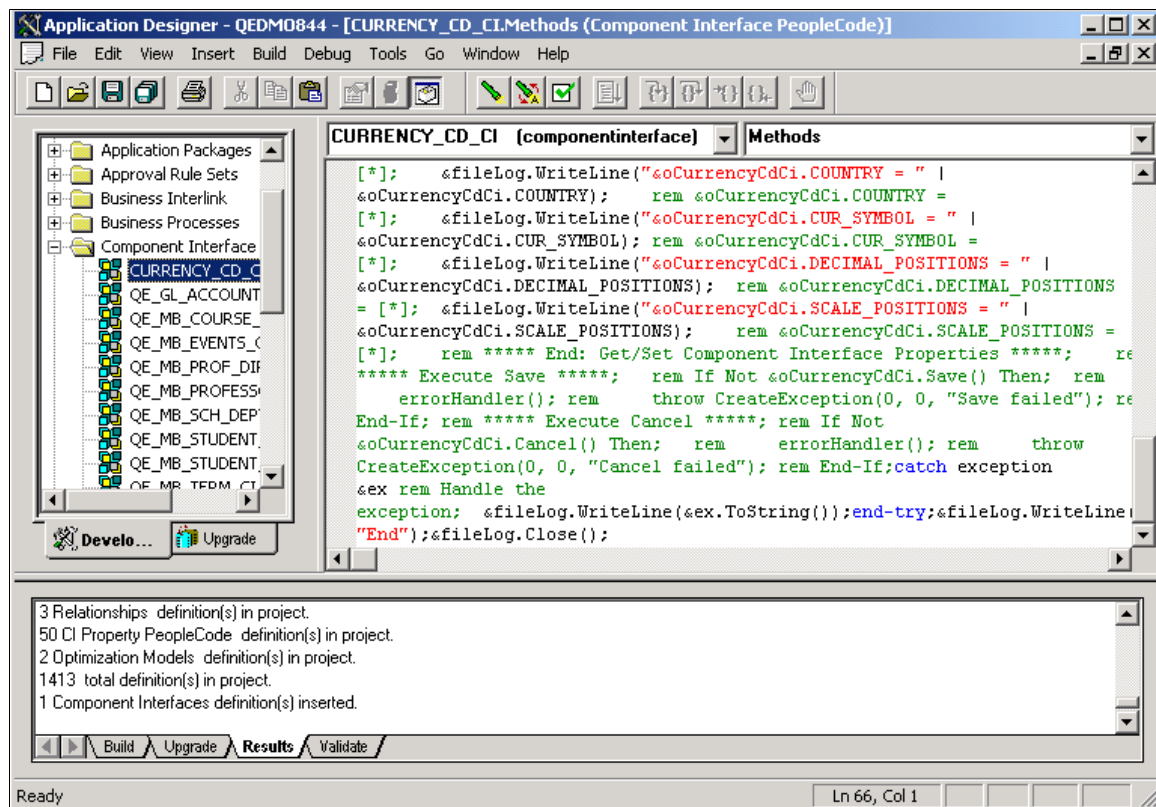 Application Designer - QEDMO844 - [CURRENCY_CD_CI.Methods (Component Interface PeopleCode)]
File Edit View Insert Build Debug Tools Go Window Help
CURRENCY_CD_CI (componentinterface) Methods
Application Packages
Approval Rule Sets
Business Interlink
Business Processes
Component Interface
CURRENCY_CD_C
QE_GL_ACCOUNT
QE_MB_COURSE_
QE_MB_EVENTS_C
QE_MB_PROF_DIR
QE_MB_PROFESSO
QE_MB_SCH_DEPT
QE_MB_STUDENT_
QE_MB_STUDENT_
QE_MB_TERM_CI
Develo... Upgrade
[*]; &fileLog.WriteLine("&oCurrencyCdCi.COUNTRY = " |
&oCurrencyCdCi.COUNTRY); rem &oCurrencyCdCi.COUNTRY =
[*]; &fileLog.WriteLine("&oCurrencyCdCi.CUR_SYMBOL = " |
&oCurrencyCdCi.CUR_SYMBOL); rem &oCurrencyCdCi.CUR_SYMBOL =
[*]; &fileLog.WriteLine("&oCurrencyCdCi.DECIMAL_POSITIONS = " |
&oCurrencyCdCi.DECIMAL_POSITIONS); rem &oCurrencyCdCi.DECIMAL_POSITIONS
= [*]; &fileLog.WriteLine("&oCurrencyCdCi.SCALE_POSITIONS = " |
&oCurrencyCdCi.SCALE_POSITIONS); rem &oCurrencyCdCi.SCALE_POSITIONS =
[*]; rem ***** End: Get/Set Component Interface Properties *****; re
***** Execute Save *****; rem If Not &oCurrencyCdCi.Save() Then; rem
errorHandler(); rem throw CreateException(0, 0, "Save failed"); re
End-If; rem ***** Execute Cancel *****; rem If Not
&oCurrencyCdCi.Cancel() Then; rem errorHandler(); rem throw
CreateException(0, 0, "Cancel failed"); rem End-If;catch exception
&ex rem Handle the
exception; &fileLog.WriteLine(&ex.ToString());end-try;&fileLog.WriteLine(
"End");&fileLog.Close();
3 Relationships definition(s) in project.
50 CI Property PeopleCode definition(s) in project.
2 Optimization Models definition(s) in project.
1413 total definition(s) in project.
1 Component Interfaces definition(s) inserted.
Build Upgrade Results Validate
Ready Ln 66, Col 1